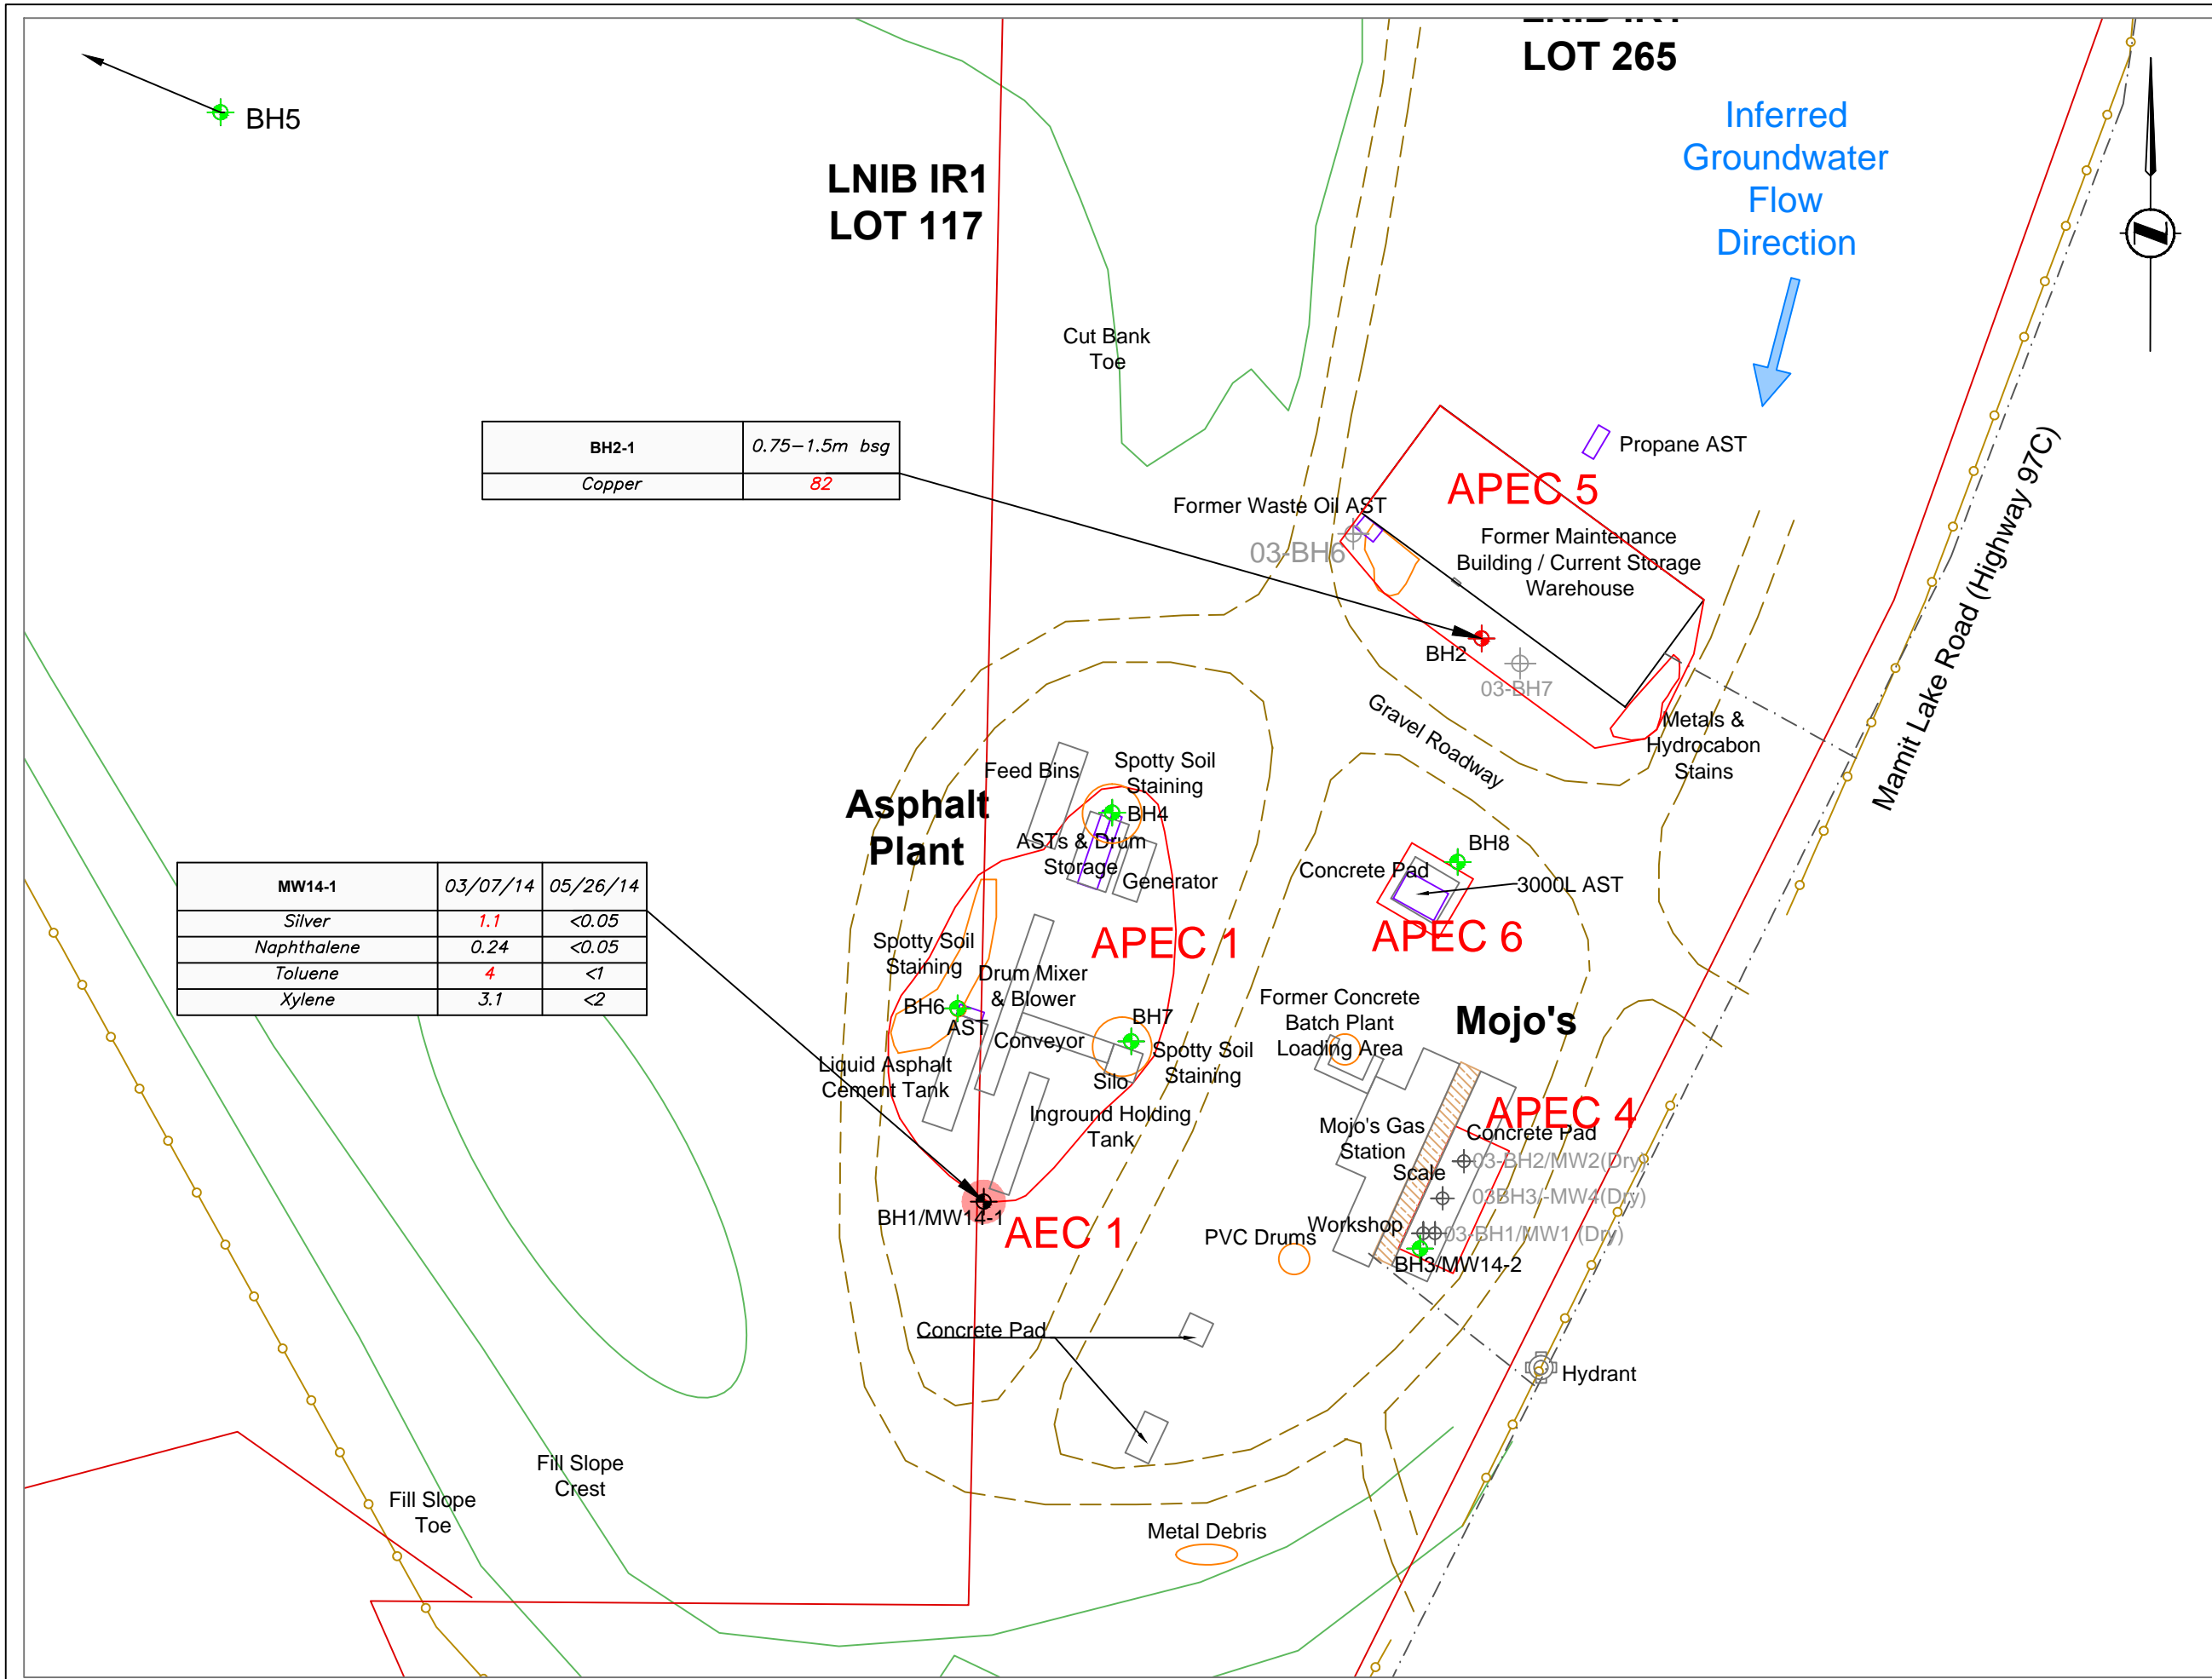 LNIB IR1
LOT 265
BH5
LNIB IR1
LOT 117
Inferred
Groundwater
Flow
Direction
N
Cut Bank
Toe
Mamit Lake Road (Highway 97C)
BH2-1 0.75-1.5m bsg
Copper 82
Propane AST
APEC 5
Former Waste Oil AST
03-BH6
Former Maintenance
Building / Current Storage
Warehouse
BH2
03-BH7
Gravel Roadway
Metals &
Hydrocabon
Stains
Asphalt
Plant
Feed Bins
Spotty Soil
Staining
BH4
ASTs & Drum
Storage
Generator
BH8
Concrete Pad
3000L AST
APEC 6
MW14-1 03/07/14 05/26/14
Silver 1.1 <0.05
Naphthalene 0.24 <0.05
Toluene 4 <1
Xylene 3.1 <2
APEC 1
Spotty Soil
Staining
Drum Mixer
& Blower
BH6
AST
Conveyor
BH7
Spotty Soil
Staining
Silo
Liquid Asphalt
Cement Tank
Inground Holding
Tank
Former Concrete
Batch Plant
Loading Area
Mojo's
APEC 4
Concrete Pad
Mojo's Gas
Station
Scale
03-BH2/MW2(Dry)
03BH3/-MW4(Dry)
03-BH1/MW1 (Dry)
Workshop
BH3/MW14-2
PVC Drums
BH1/MW14-1
AEC 1
Concrete Pad
Hydrant
Fill Slope
Crest
Fill Slope
Toe
Metal Debris